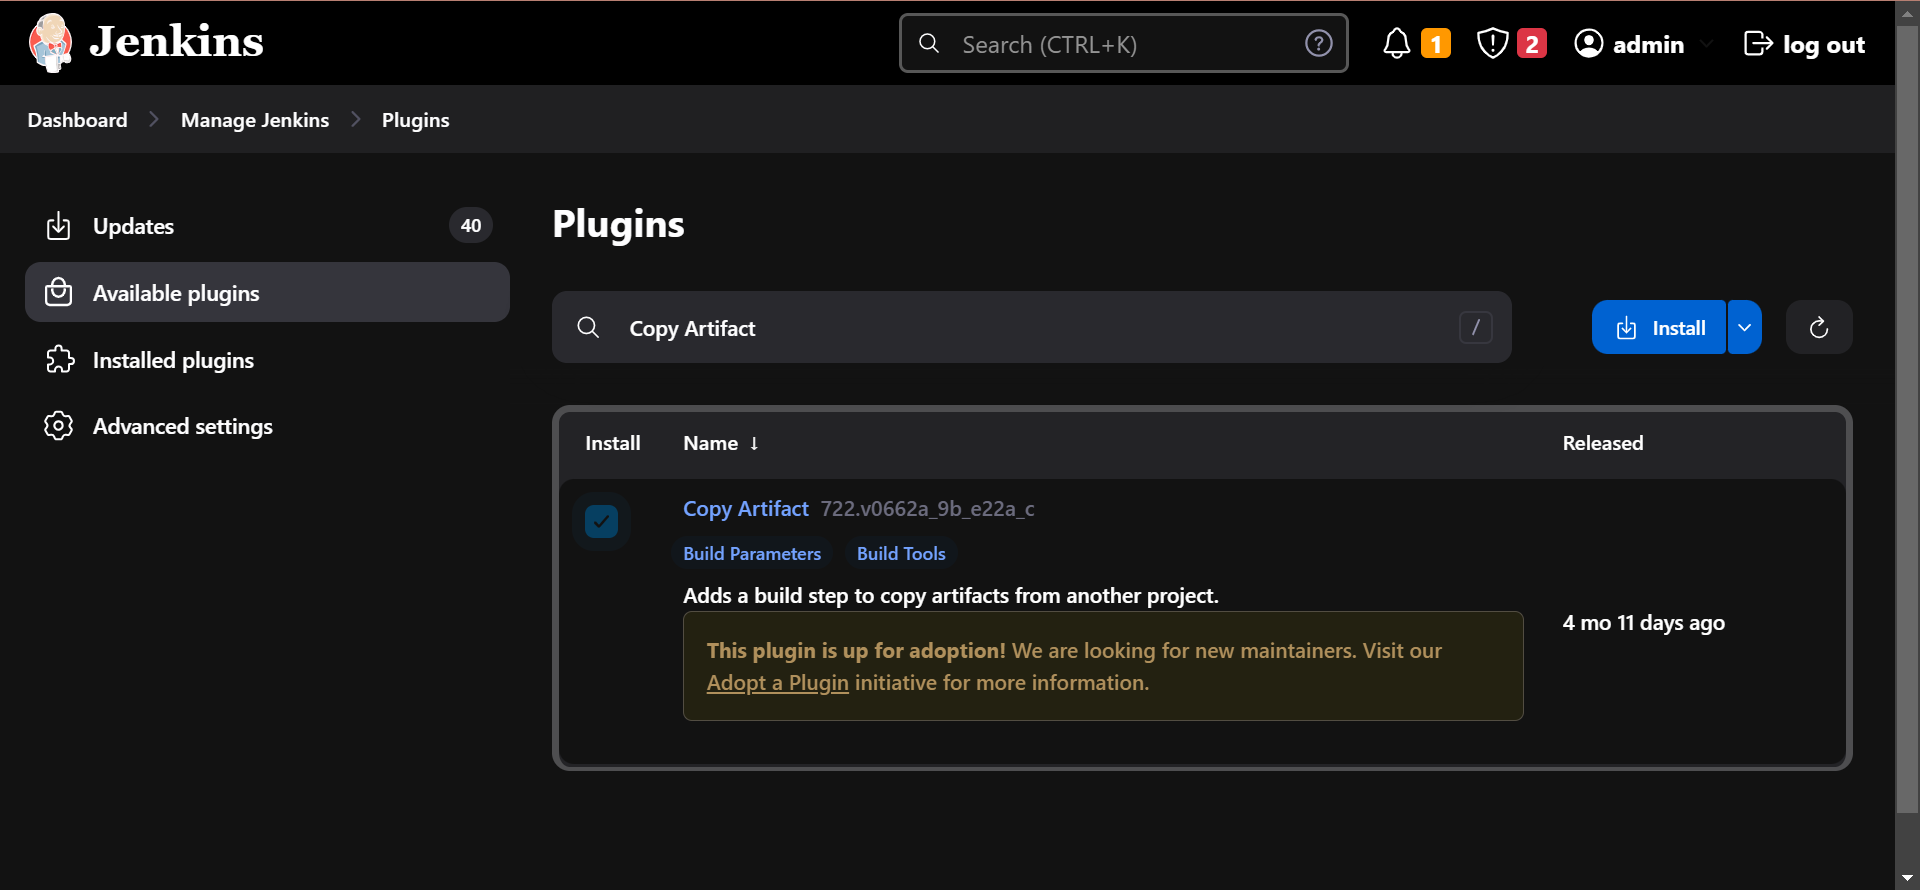 Jenkins
Search (CTRL+K)
?
1
2
admin
log out
Dashboard
Manage Jenkins
Plugins
Updates
40
Available plugins
Installed plugins
Advanced settings
Plugins
Copy Artifact
/
Install
Install
Name ↓
Released
Copy Artifact 722.v0662a_9b_e22a_c
Build Parameters
Build Tools
Adds a build step to copy artifacts from another project.
This plugin is up for adoption! We are looking for new maintainers. Visit our
Adopt a Plugin initiative for more information.
4 mo 11 days ago